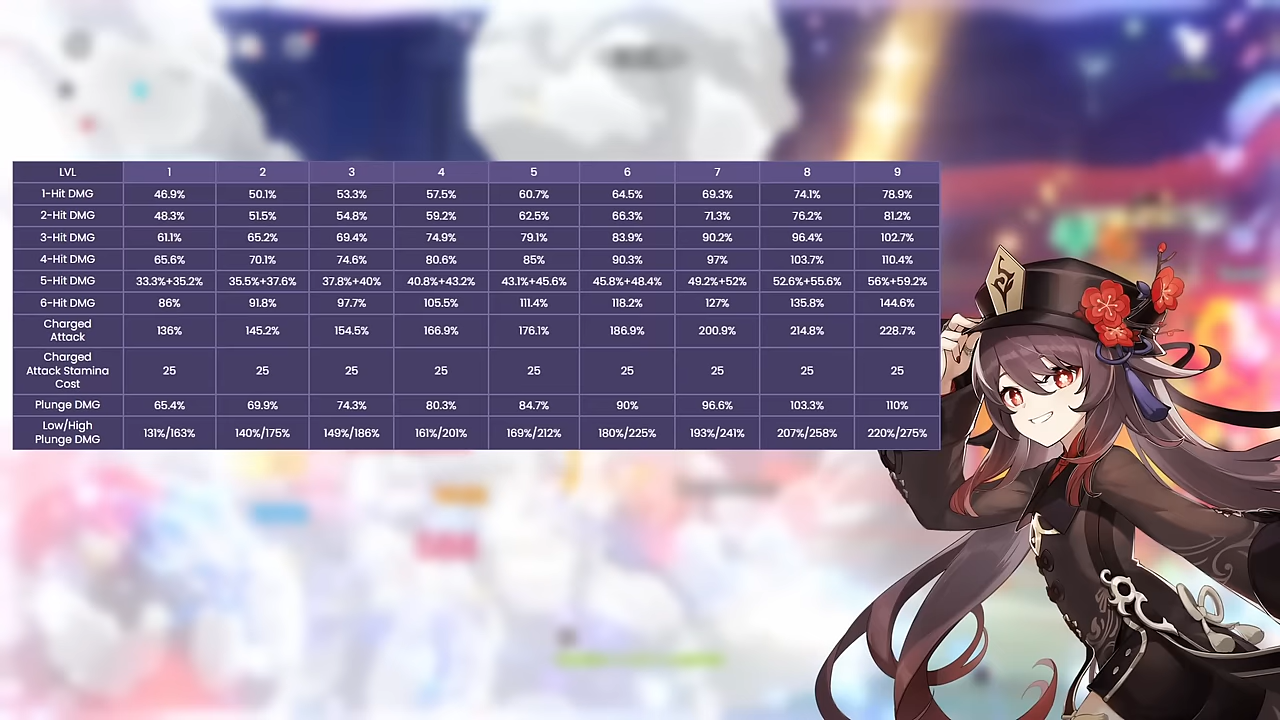 LVL 1 2 3 4 5 6 7 8 9
1-Hit DMG 46.9% 50.1% 53.3% 57.5% 60.7% 64.5% 69.3% 74.1% 78.9%
2-Hit DMG 48.3% 51.5% 54.8% 59.2% 62.5% 66.3% 71.3% 76.2% 81.2%
3-Hit DMG 61.1% 65.2% 69.4% 74.9% 79.1% 83.9% 90.2% 96.4% 102.7%
4-Hit DMG 65.6% 70.1% 74.6% 80.6% 85% 90.3% 97% 103.7% 110.4%
5-Hit DMG 33.3%+35.2% 35.5%+37.6% 37.8%+40% 40.8%+43.2% 43.1%+45.6% 45.8%+48.4% 49.2%+52% 52.6%+55.6% 56%+59.2%
6-Hit DMG 86% 91.8% 97.7% 105.5% 111.4% 118.2% 127% 135.8% 144.6%
Charged
Attack 136% 145.2% 154.5% 166.9% 176.1% 186.9% 200.9% 214.8% 228.7%
Charged
Attack Stamina
Cost 25 25 25 25 25 25 25 25 25
Plunge DMG 65.4% 69.9% 74.3% 80.3% 84.7% 90% 96.6% 103.3% 110%
Low/High
Plunge DMG 131%/163% 140%/175% 149%/186% 161%/201% 169%/212% 180%/225% 193%/241% 207%/258% 220%/275%